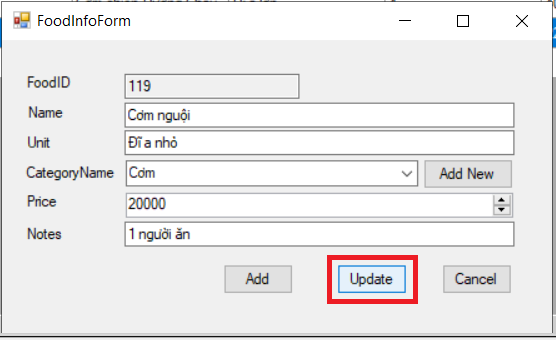 FoodInfoForm
FoodID 119
Name Cơm nguội
Unit Đĩa nhỏ
CategoryName Cơm Add New
Price 20000
Notes 1 người ăn
Add Update Cancel